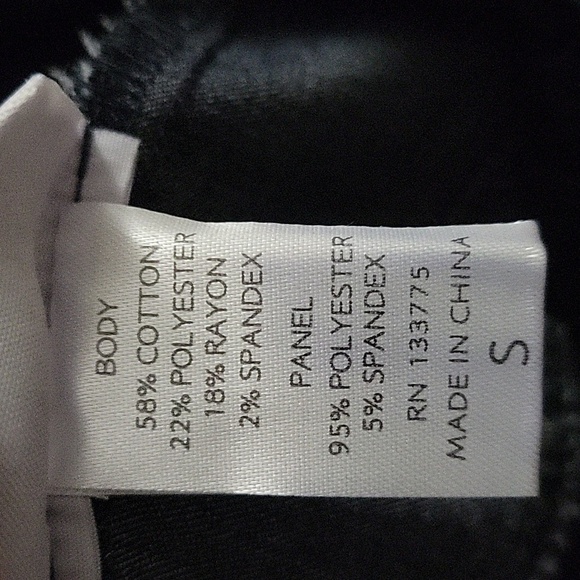 BODY
58% COTTON
22% POLYESTER
18% RAYON
2% SPANDEX
PANEL
95% POLYESTER
5% SPANDEX
RN 133775
MADE IN CHINA
S